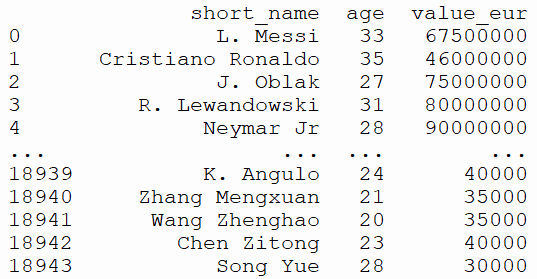 short_name age value_eur
0 L. Messi 33 67500000
1 Cristiano Ronaldo 35 46000000
2 J. Oblak 27 75000000
3 R. Lewandowski 31 80000000
4 Neymar Jr 28 90000000
... ... ... ...
18939 K. Angulo 24 40000
18940 Zhang Mengxuan 21 35000
18941 Wang Zhenghao 20 35000
18942 Chen Zitong 23 40000
18943 Song Yue 28 30000